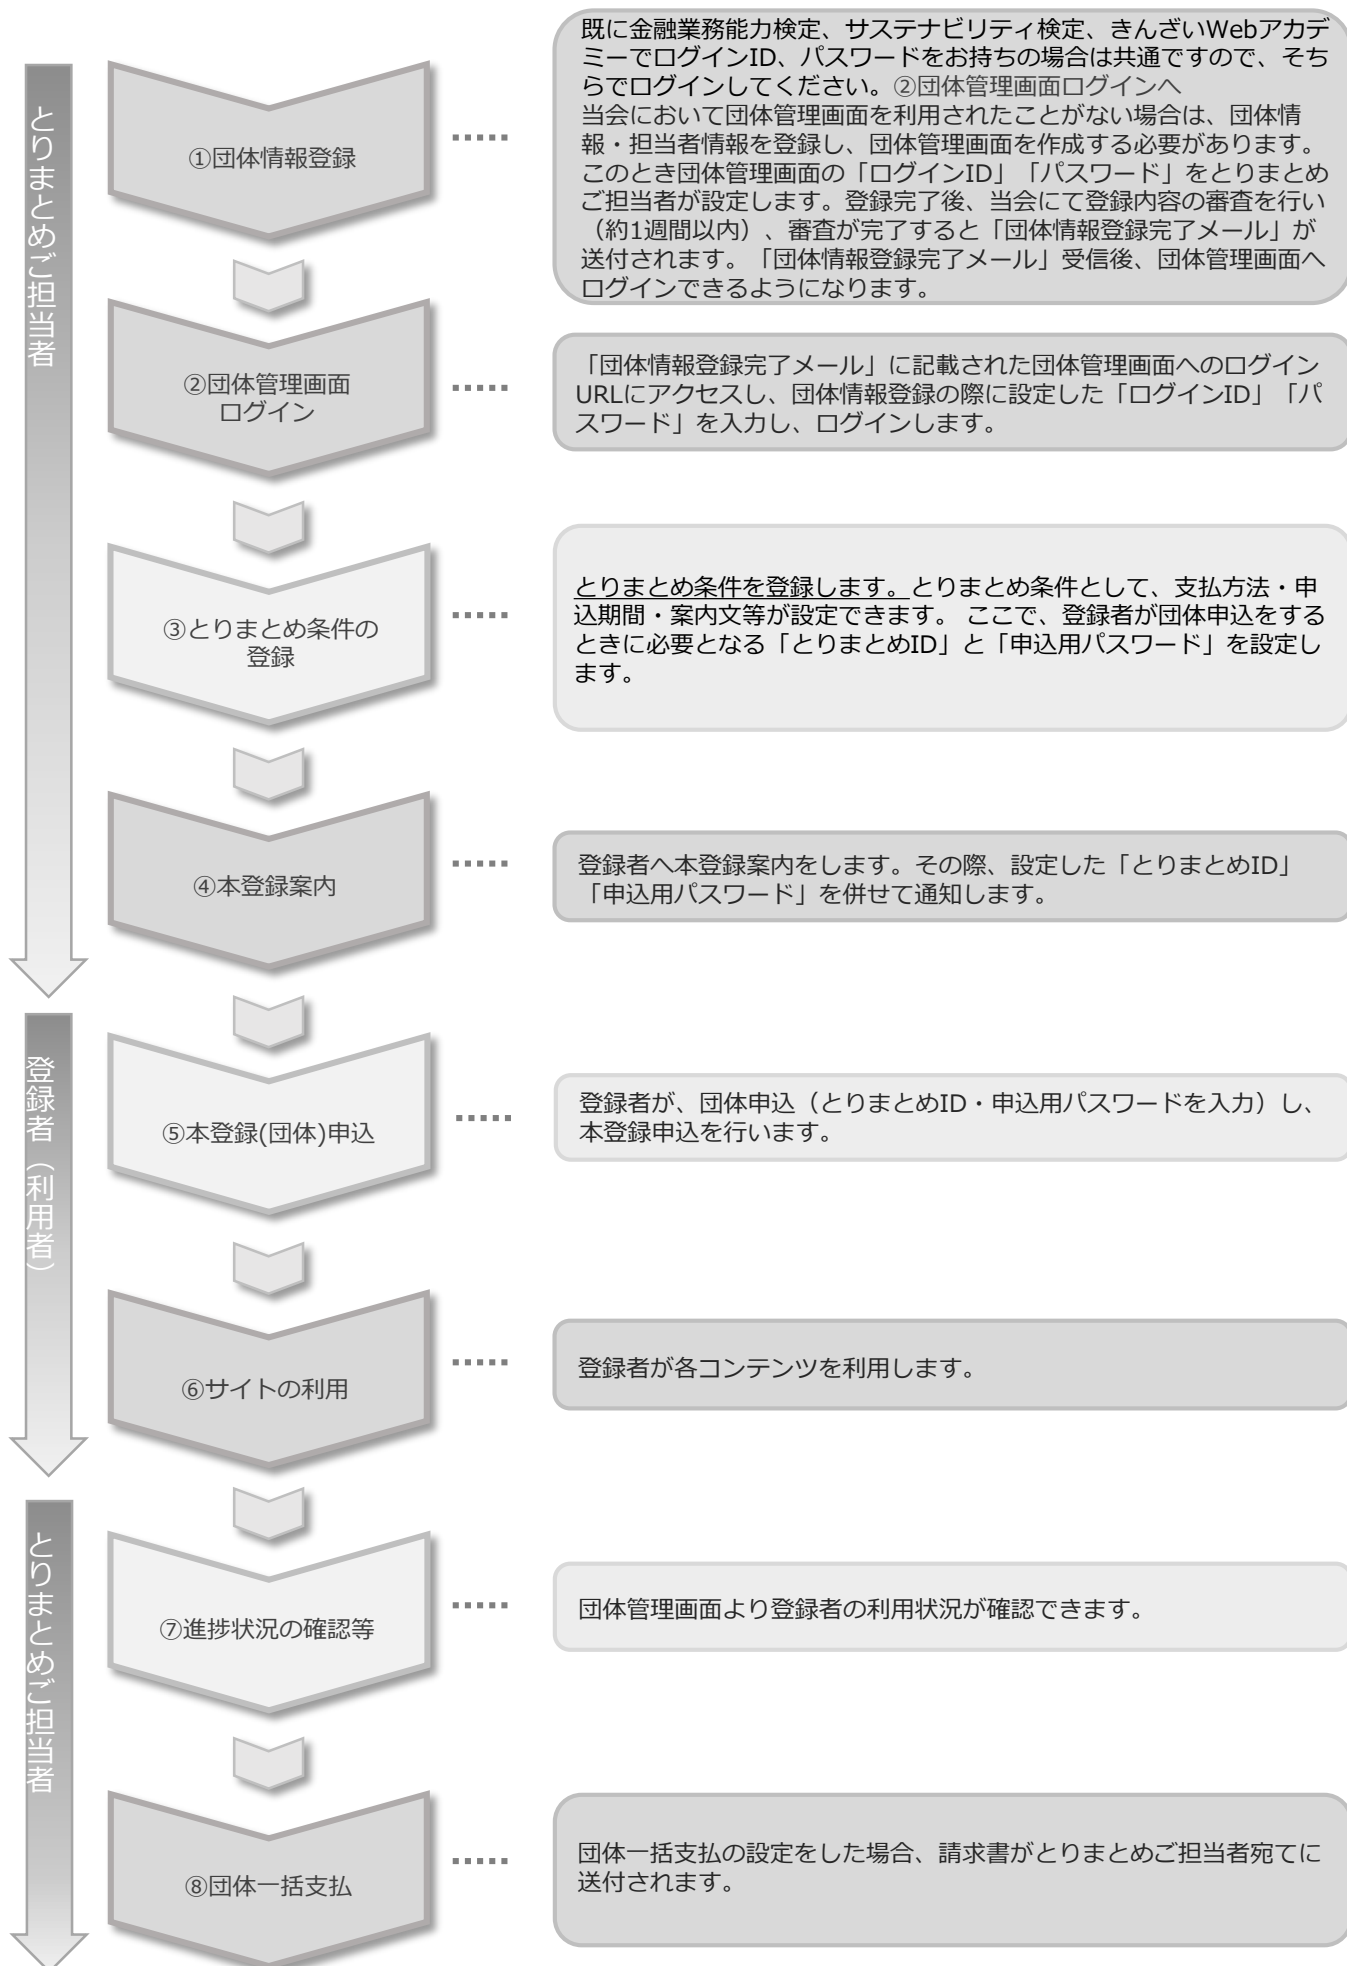 とりまとめご担当者
①団体情報登録
既に金融業務能力検定、サステナビリティ検定、きんざいWebアカデ
ミーでログインID、パスワードをお持ちの場合は共通ですので、そち
らでログインしてください。②団体管理画面ログインへ
当会において団体管理画面を利用されたことがない場合は、団体情
報・担当者情報を登録し、団体管理画面を作成する必要があります。
このとき団体管理画面の「ログインID」「パスワード」をとりまとめ
ご担当者が設定します。登録完了後、当会にて登録内容の審査を行い
（約1週間以内）、審査が完了すると「団体情報登録完了メール」が
送付されます。「団体情報登録完了メール」受信後、団体管理画面へ
ログインできるようになります。
②団体管理画面
ログイン
「団体情報登録完了メール」に記載された団体管理画面へのログイン
URLにアクセスし、団体情報登録の際に設定した「ログインID」「パ
スワード」を入力し、ログインします。
③とりまとめ条件の
登録
とりまとめ条件を登録します。とりまとめ条件として、支払方法・申
込期間・案内文等が設定できます。 ここで、登録者が団体申込をする
ときに必要となる「とりまとめID」と「申込用パスワード」を設定し
ます。
④本登録案内
登録者へ本登録案内をします。その際、設定した「とりまとめID」
「申込用パスワード」を併せて通知します。
登録者（利用者）
⑤本登録(団体)申込
登録者が、団体申込（とりまとめID・申込用パスワードを入力）し、
本登録申込を行います。
⑥サイトの利用
登録者が各コンテンツを利用します。
とりまとめご担当者
⑦進捗状況の確認等
団体管理画面より登録者の利用状況が確認できます。
⑧団体一括支払
団体一括支払の設定をした場合、請求書がとりまとめご担当者宛てに
送付されます。